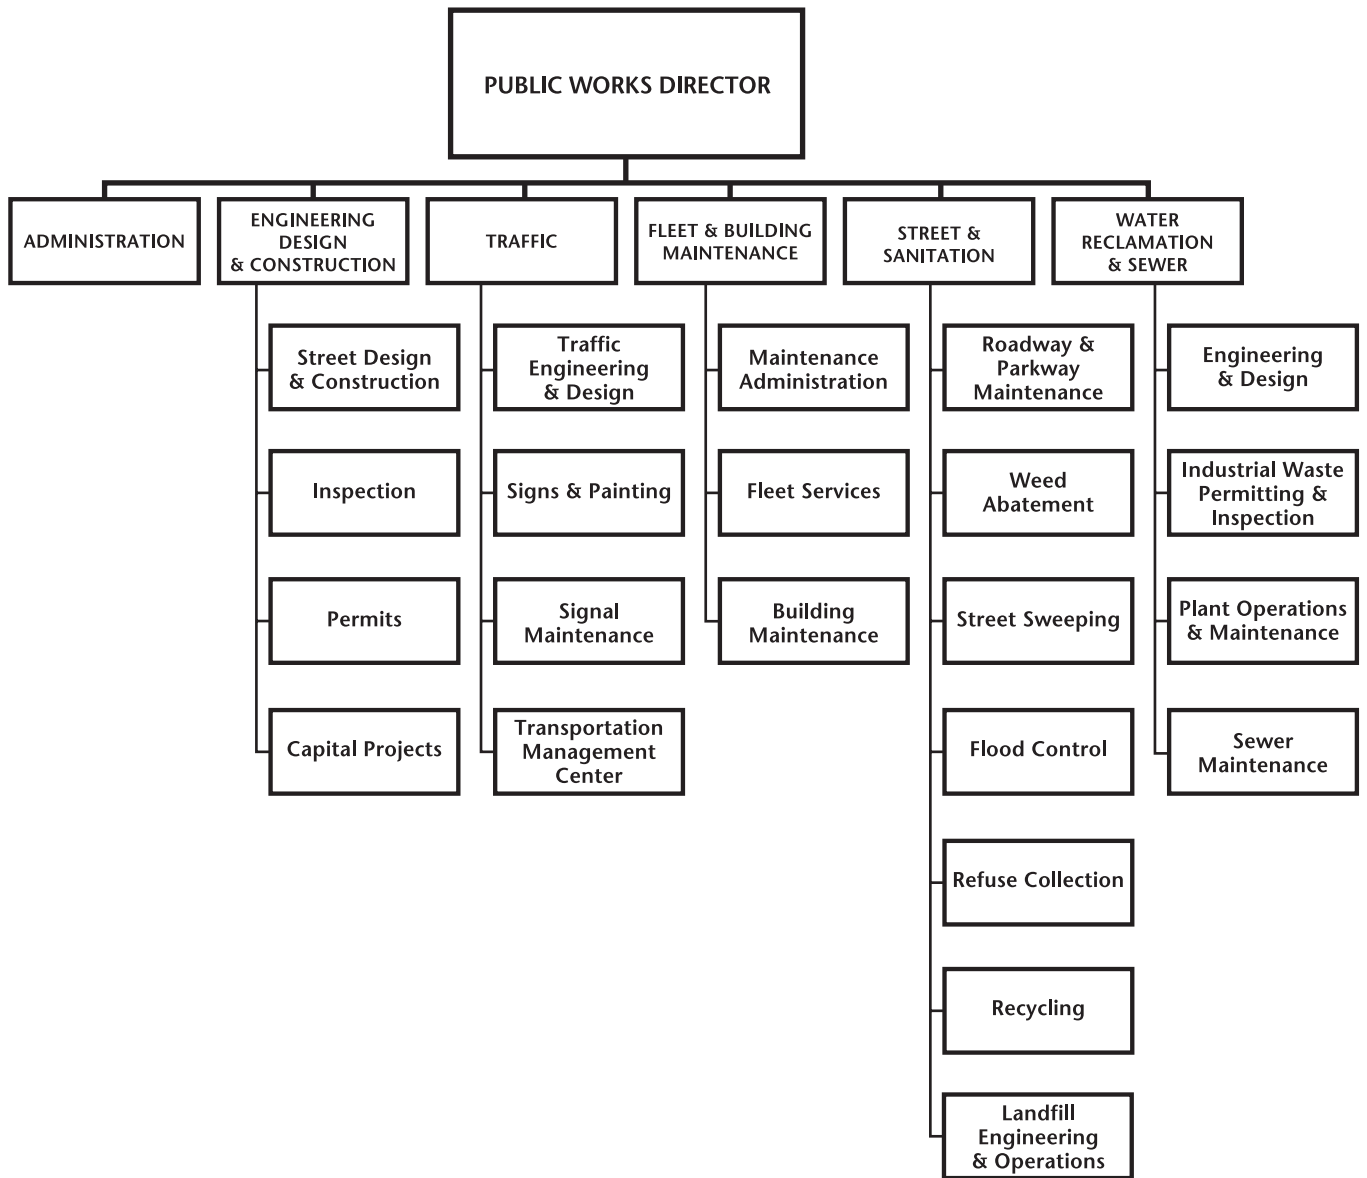 PUBLIC WORKS DIRECTOR
ADMINISTRATION
ENGINEERING
DESIGN
& CONSTRUCTION
TRAFFIC
FLEET & BUILDING
MAINTENANCE
STREET &
SANITATION
WATER
RECLAMATION
& SEWER
Street Design
& Construction
Inspection
Permits
Capital Projects
Traffic
Engineering
& Design
Signs & Painting
Signal
Maintenance
Transportation
Management
Center
Maintenance
Administration
Fleet Services
Building
Maintenance
Roadway &
Parkway
Maintenance
Weed
Abatement
Street Sweeping
Flood Control
Refuse Collection
Recycling
Landfill
Engineering
& Operations
Engineering
& Design
Industrial Waste
Permitting &
Inspection
Plant Operations
& Maintenance
Sewer
Maintenance